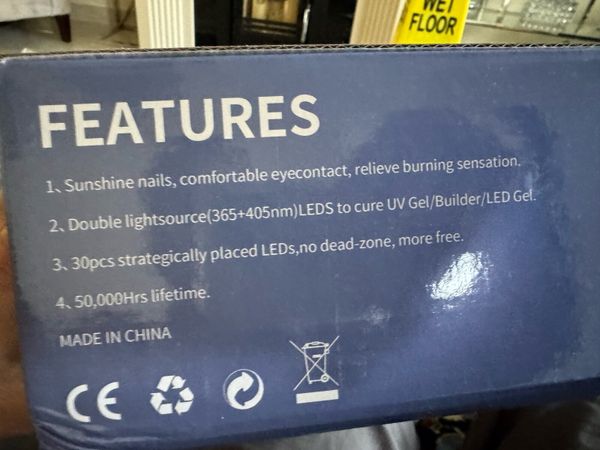 WET
FLOOR
FEATURES
1、Sunshine nails, comfortable eyecontact, relieve burning sensation.
2、Double lightsource(365+405nm)LEDS to cure UV Gel/Builder/LED Gel.
3、30pcs strategically placed LEDs,no dead-zone, more free.
4、50,000Hrs lifetime.
MADE IN CHINA
CE